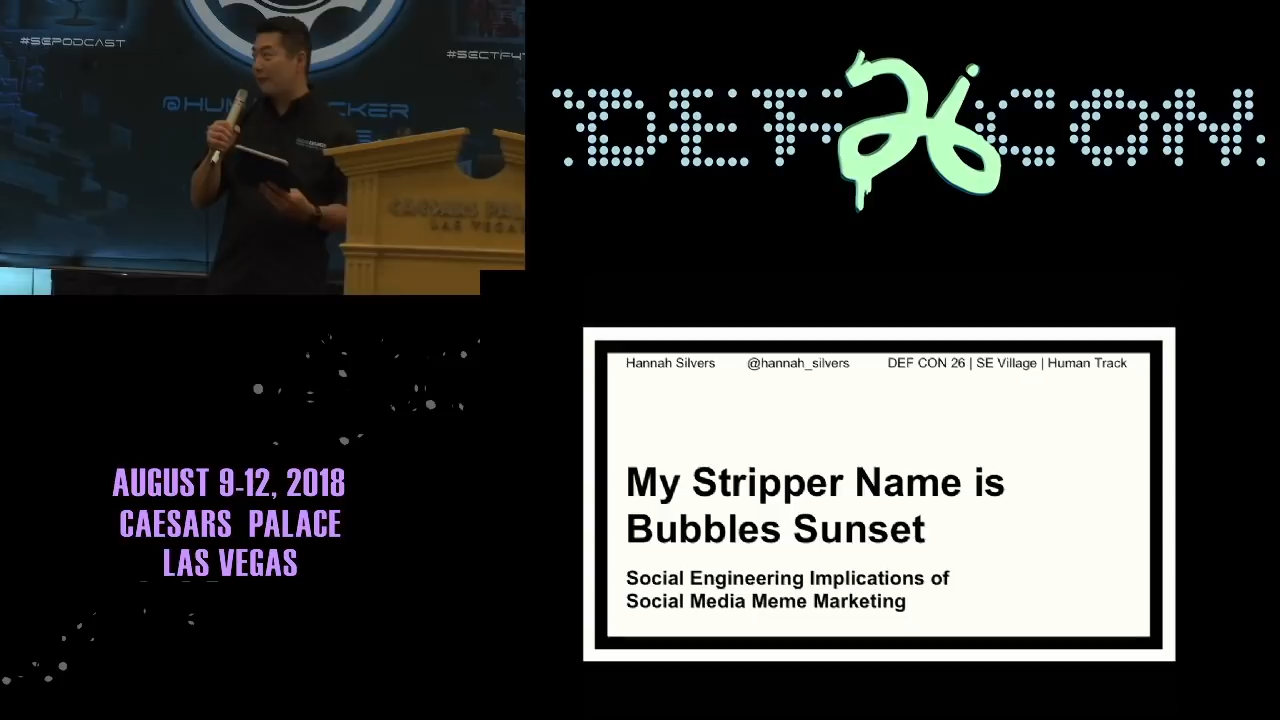 #SEPODCAST
#SECTF4
@HUM CKER
CAESARS PAL
LAS VEGAS
DEF CON
26
AUGUST 9-12, 2018
CAESARS PALACE
LAS VEGAS
Hannah Silvers @hannah_silvers DEF CON 26 | SE Village | Human Track
My Stripper Name is
Bubbles Sunset
Social Engineering Implications of
Social Media Meme Marketing